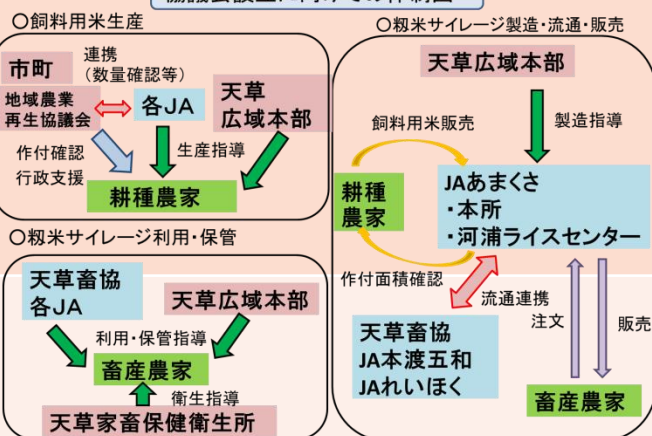 協議会設立に向けての体制図
○飼料用米生産
市町
地域農業
再生協議会
連携
(数量確認等)
各JA
天草
広域本部
作付確認
行政支援
生産指導
耕種農家
○籾米サイレージ利用・保管
天草畜協
各JA
天草広域本部
利用・保管指導
畜産農家
衛生指導
天草家畜保健衛生所
○籾米サイレージ製造・流通・販売
天草広域本部
製造指導
飼料用米販売
耕種
農家
JAあまくさ
・本所
・河浦ライスセンター
作付面積確認
流通連携
天草畜協
JA本渡五和
JAれいほく
注文
販売
畜産農家